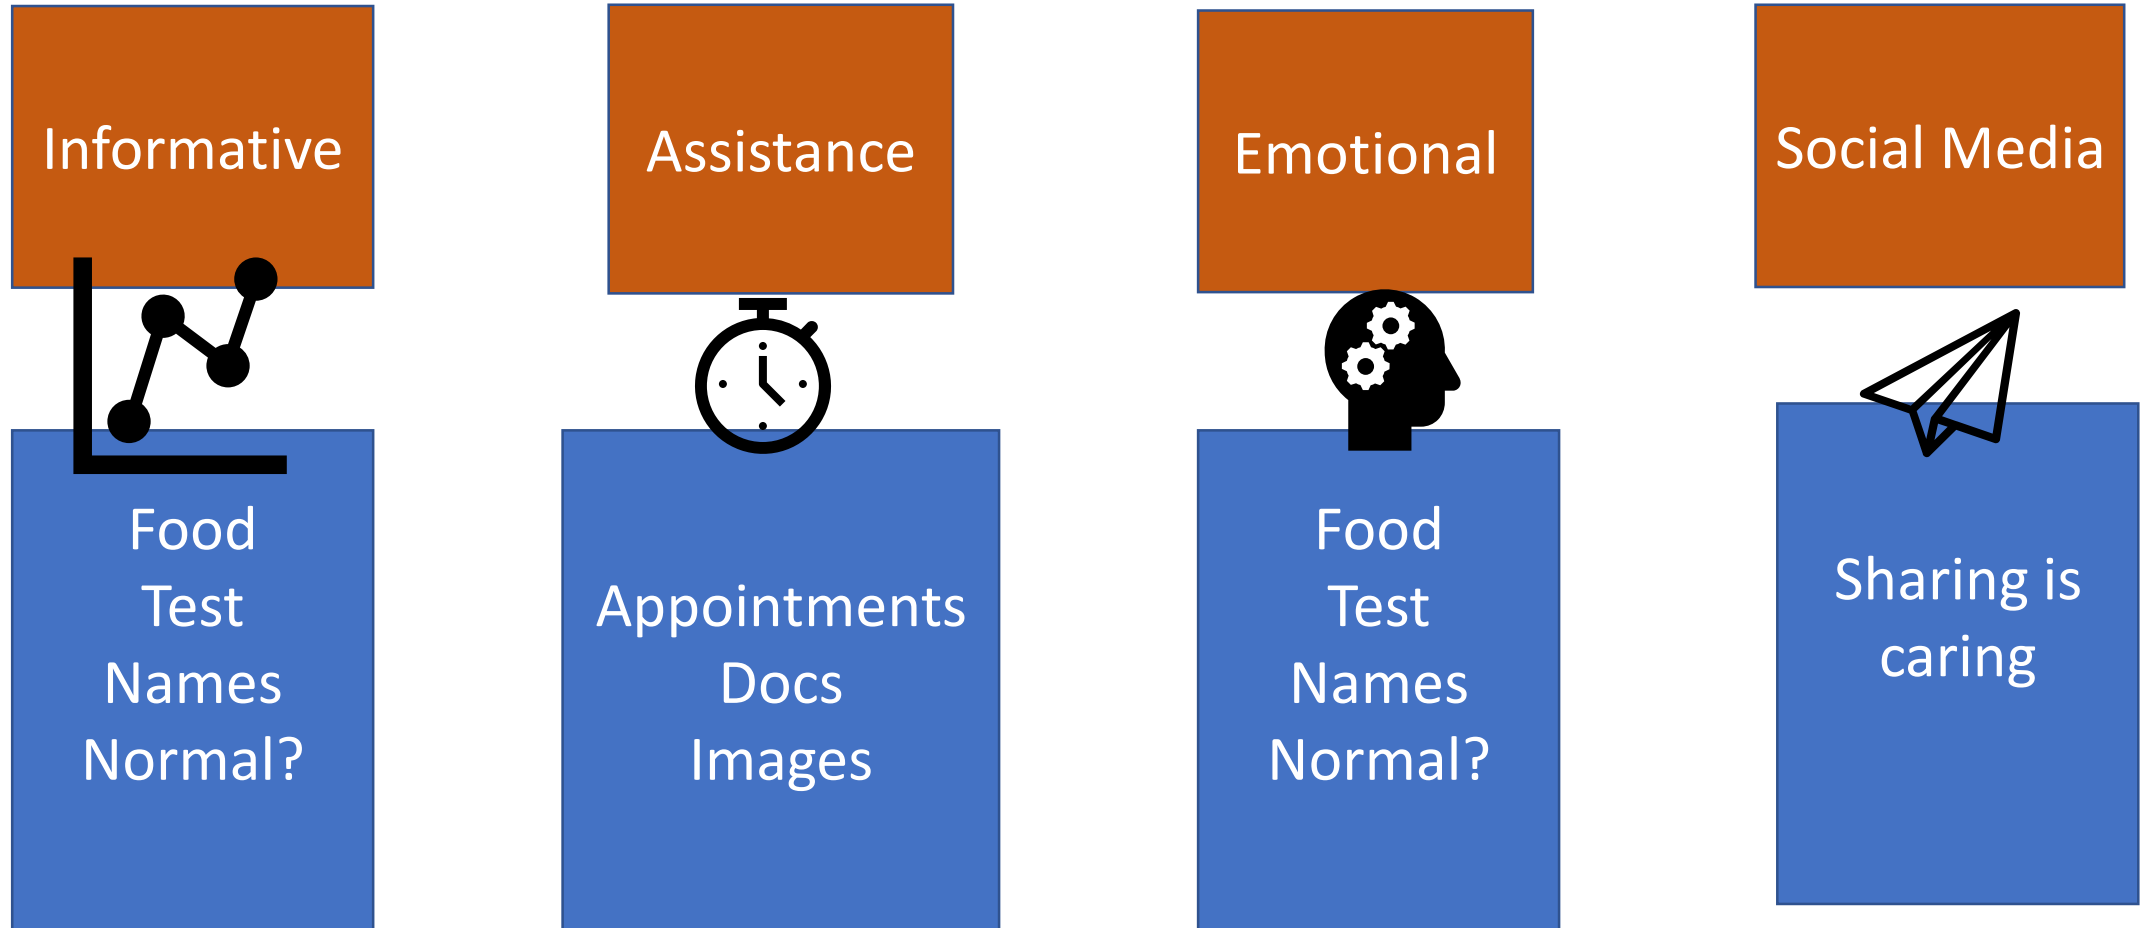 Informative
Assistance
Emotional
Social Media
Food
Test
Names
Normal?
Appointments
Docs
Images
Food
Test
Names
Normal?
Sharing is
caring